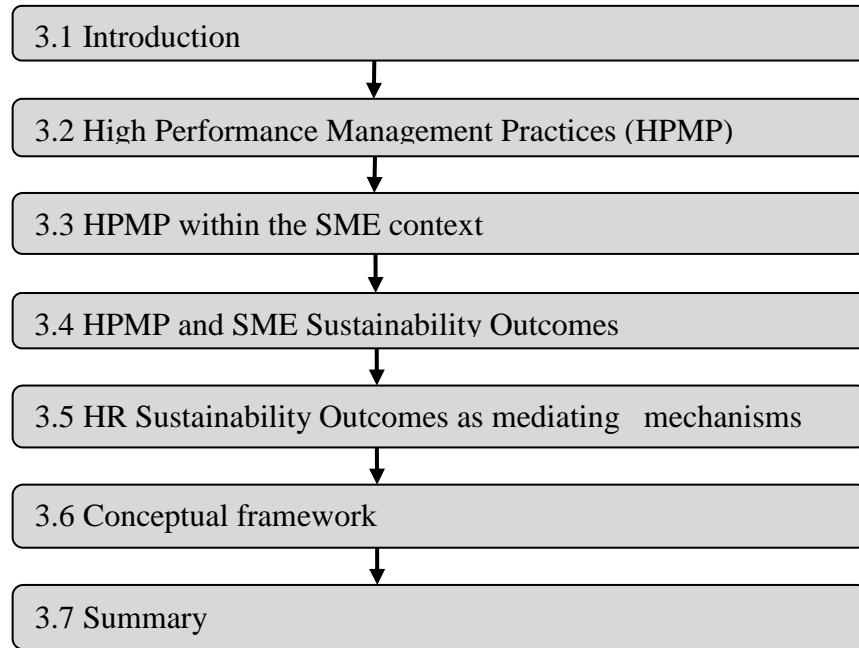 3.1 Introduction
3.2 High Performance Management Practices (HPMP)
3.3 HPMP within the SME context
3.4 HPMP and SME Sustainability Outcomes
3.5 HR Sustainability Outcomes as mediating mechanisms
3.6 Conceptual framework
3.7 Summary